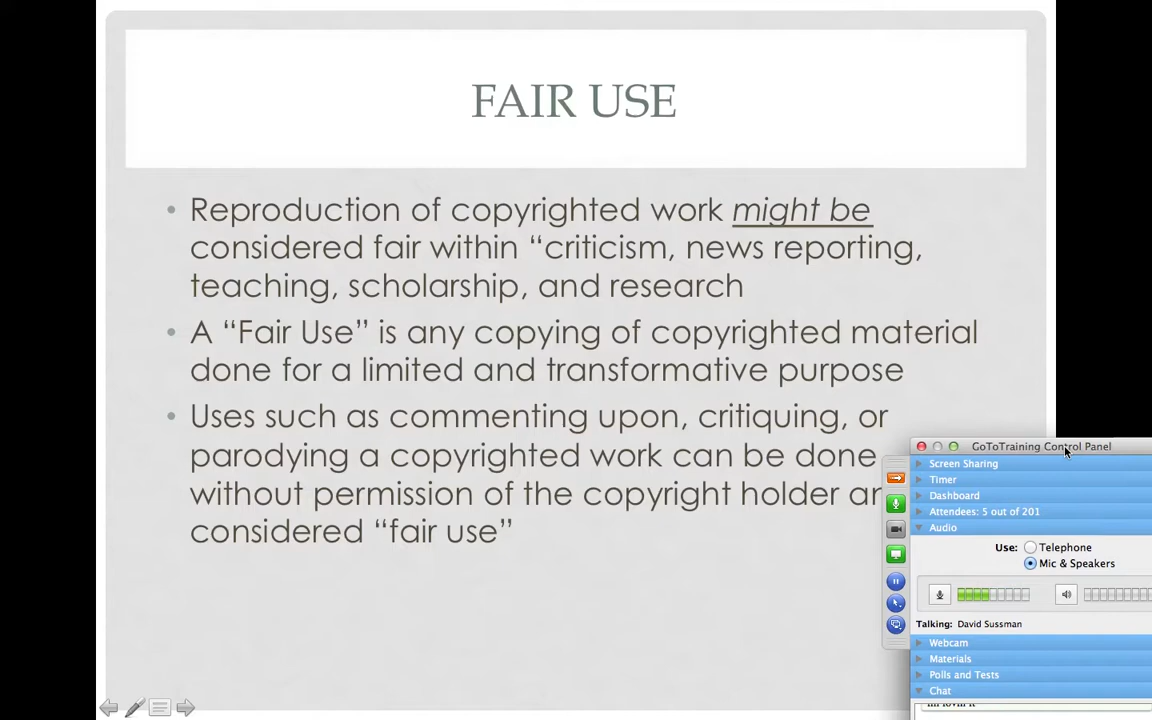 FAIR USE
• Reproduction of copyrighted work might be
considered fair within “criticism, news reporting,
teaching, scholarship, and research
• A “Fair Use” is any copying of copyrighted material
done for a limited and transformative purpose
• Uses such as commenting upon, critiquing, or
parodying a copyrighted work can be done
without permission of the copyright holder
considered “fair use”
GoToTraining Control Panel
Screen Sharing
Timer
Dashboard
Attendees: 5 out of 201
Audio
Use: Telephone
Mic & Speakers
Talking: David Sussman
Webcam
Materials
Polls and Tests
Chat